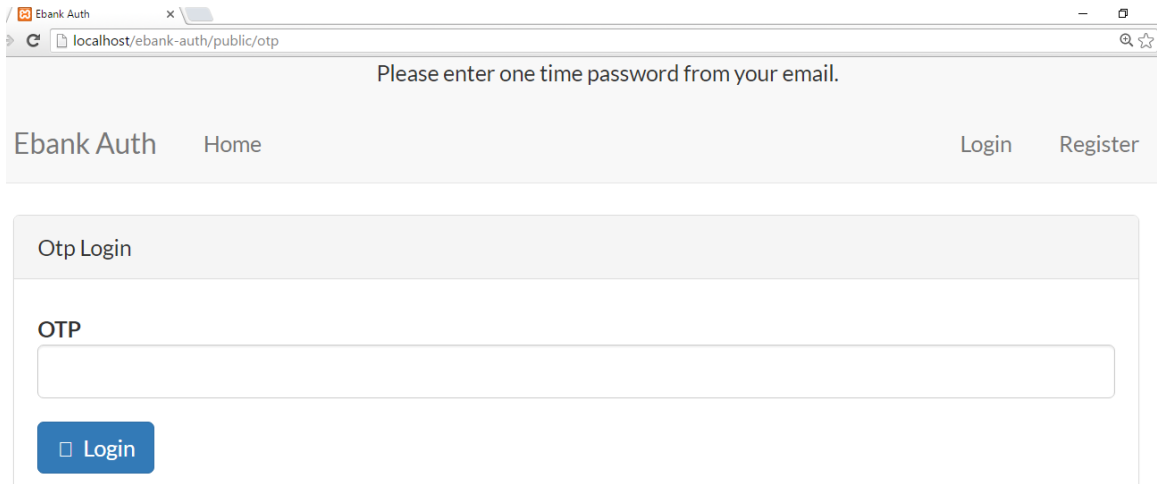 Ebank Auth
localhost/ebank-auth/public/otp
Please enter one time password from your email.
Ebank Auth Home Login Register
Otp Login
OTP
Login